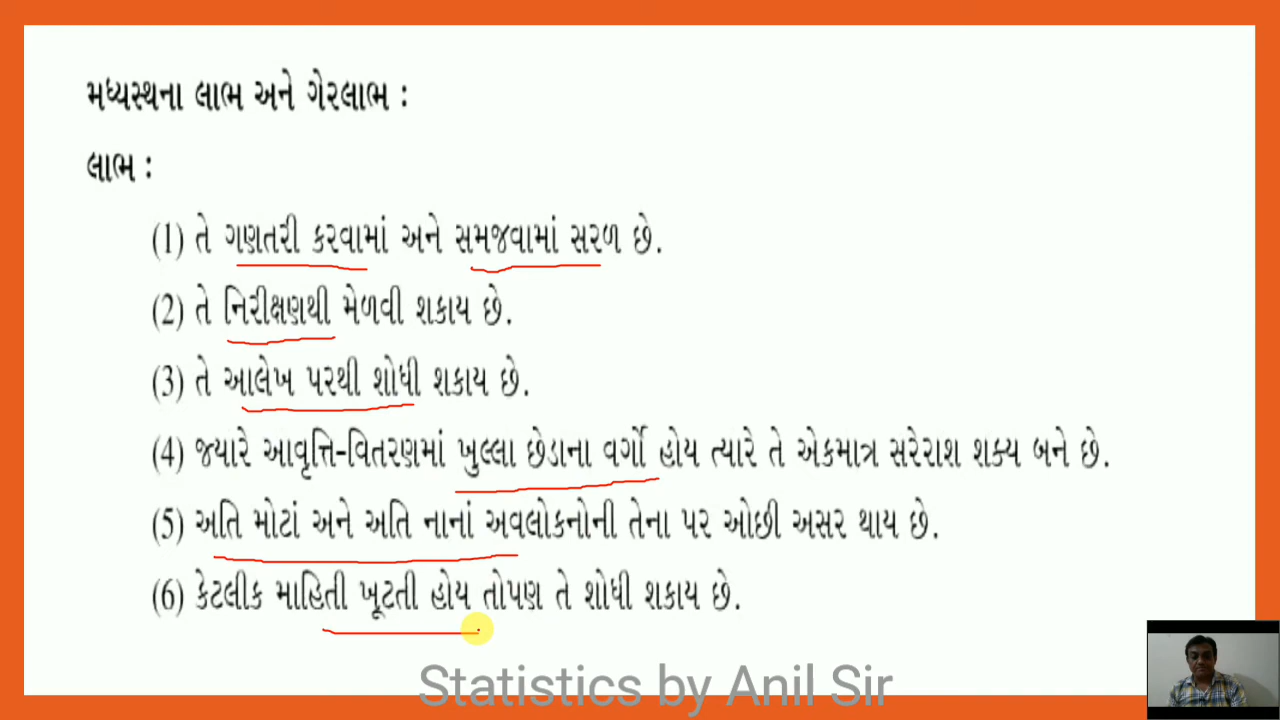 મધ્યસ્થના લાભ અને ગેરલાભ :
લાભ :
(1) તે ગણતરી કરવામાં અને સમજવામાં સરળ છે.
(2) તે નિરીક્ષણથી મેળવી શકાય છે.
(3) તે આલેખ પરથી શોધી શકાય છે.
(4) જ્યારે આવૃત્તિ-વિતરણમાં ખુલ્લા છેડાના વર્ગો હોય ત્યારે તે એકમાત્ર સરેરાશ શક્ય બને છે.
(5) અતિ મોટાં અને અતિ નાનાં અવલોકનોની તેના પર ઓછી અસર થાય છે.
(6) કેટલીક માહિતી ખૂટતી હોય તોપણ તે શોધી શકાય છે.
Statistics by Anil Sir